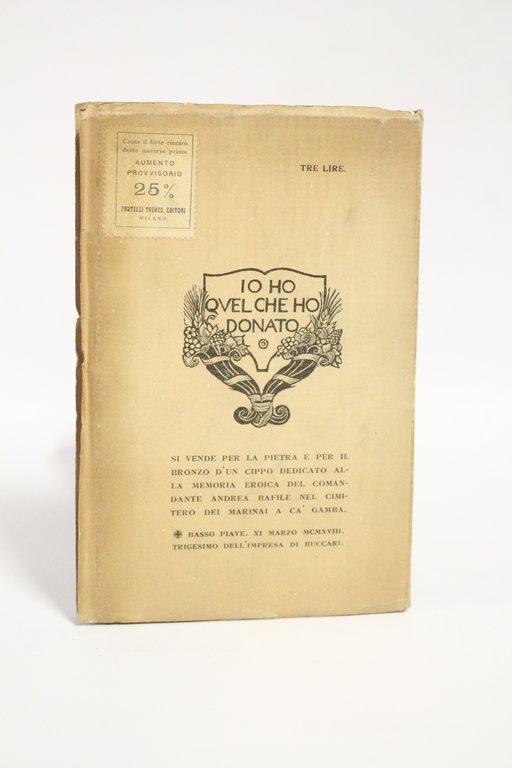 Causa il forte rincaro
delle materie prime
AUMENTO
PROVVISORIO
25%
FRATELLI TREVES, EDITORI
MILANO
TRE LIRE.
IO HO
QVEL CHE HO
DONATO
SI VENDE PER LA PIETRA E PER IL
BRONZO D'UN CIPPO DEDICATO AL-
LA MEMORIA EROICA DEL COMAN-
DANTE ANDREA BAFILE NEL CIMI-
TERO DEI MARINAI A CA' GAMBA.
✠ BASSO PIAVE. XI MARZO MCMXVIII.
TRIGESIMO DELL'IMPRESA DI BUCCARI.